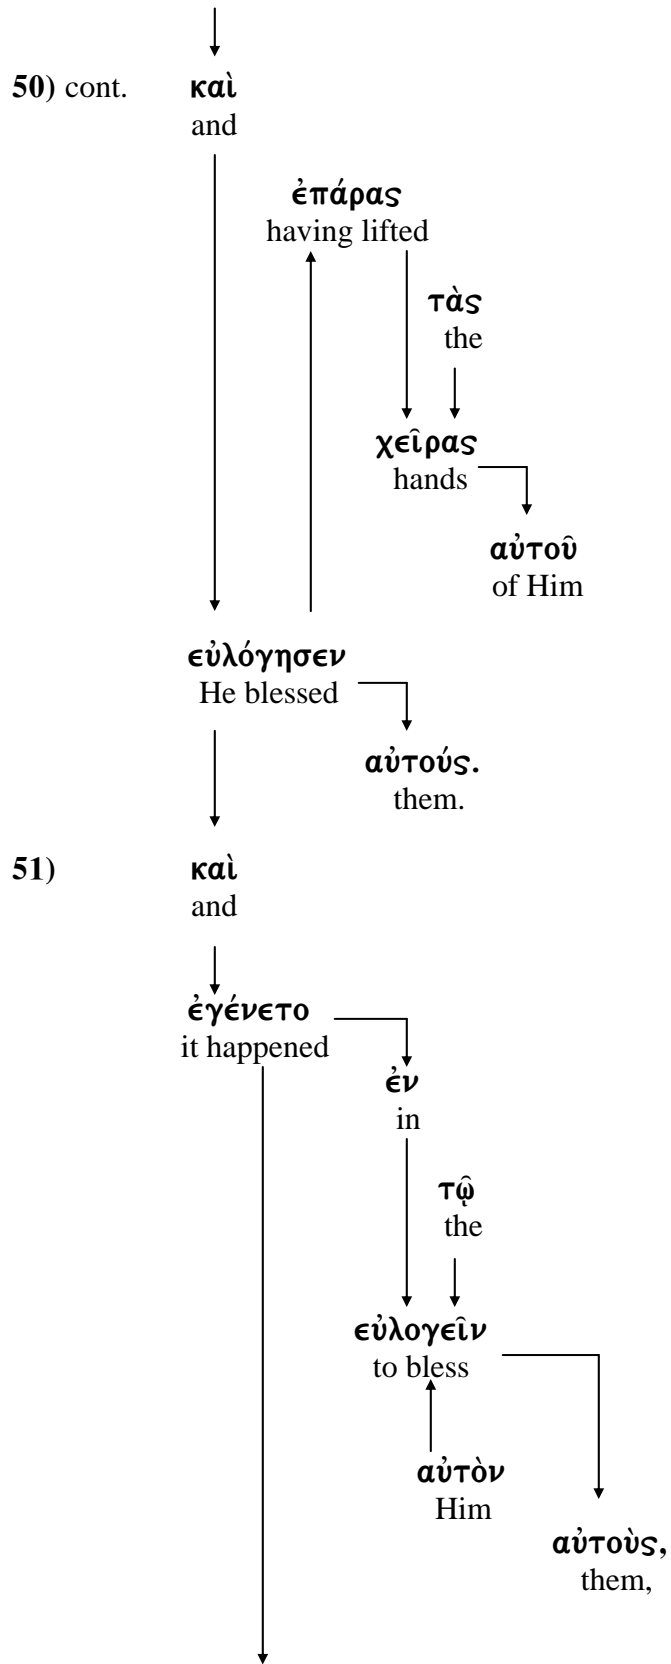 50) cont. καὶ
and
ἐπάρας
having lifted
τὰς
the
χεῖρας
hands
αὐτοῦ
of Him
εὐλόγησεν
He blessed
αὐτούς.
them.
51) καὶ
and
ἐγένετο
it happened
ἐν
in
τῷ
the
εὐλογεῖν
to bless
αὐτὸν
Him
αὐτοὺς,
them,